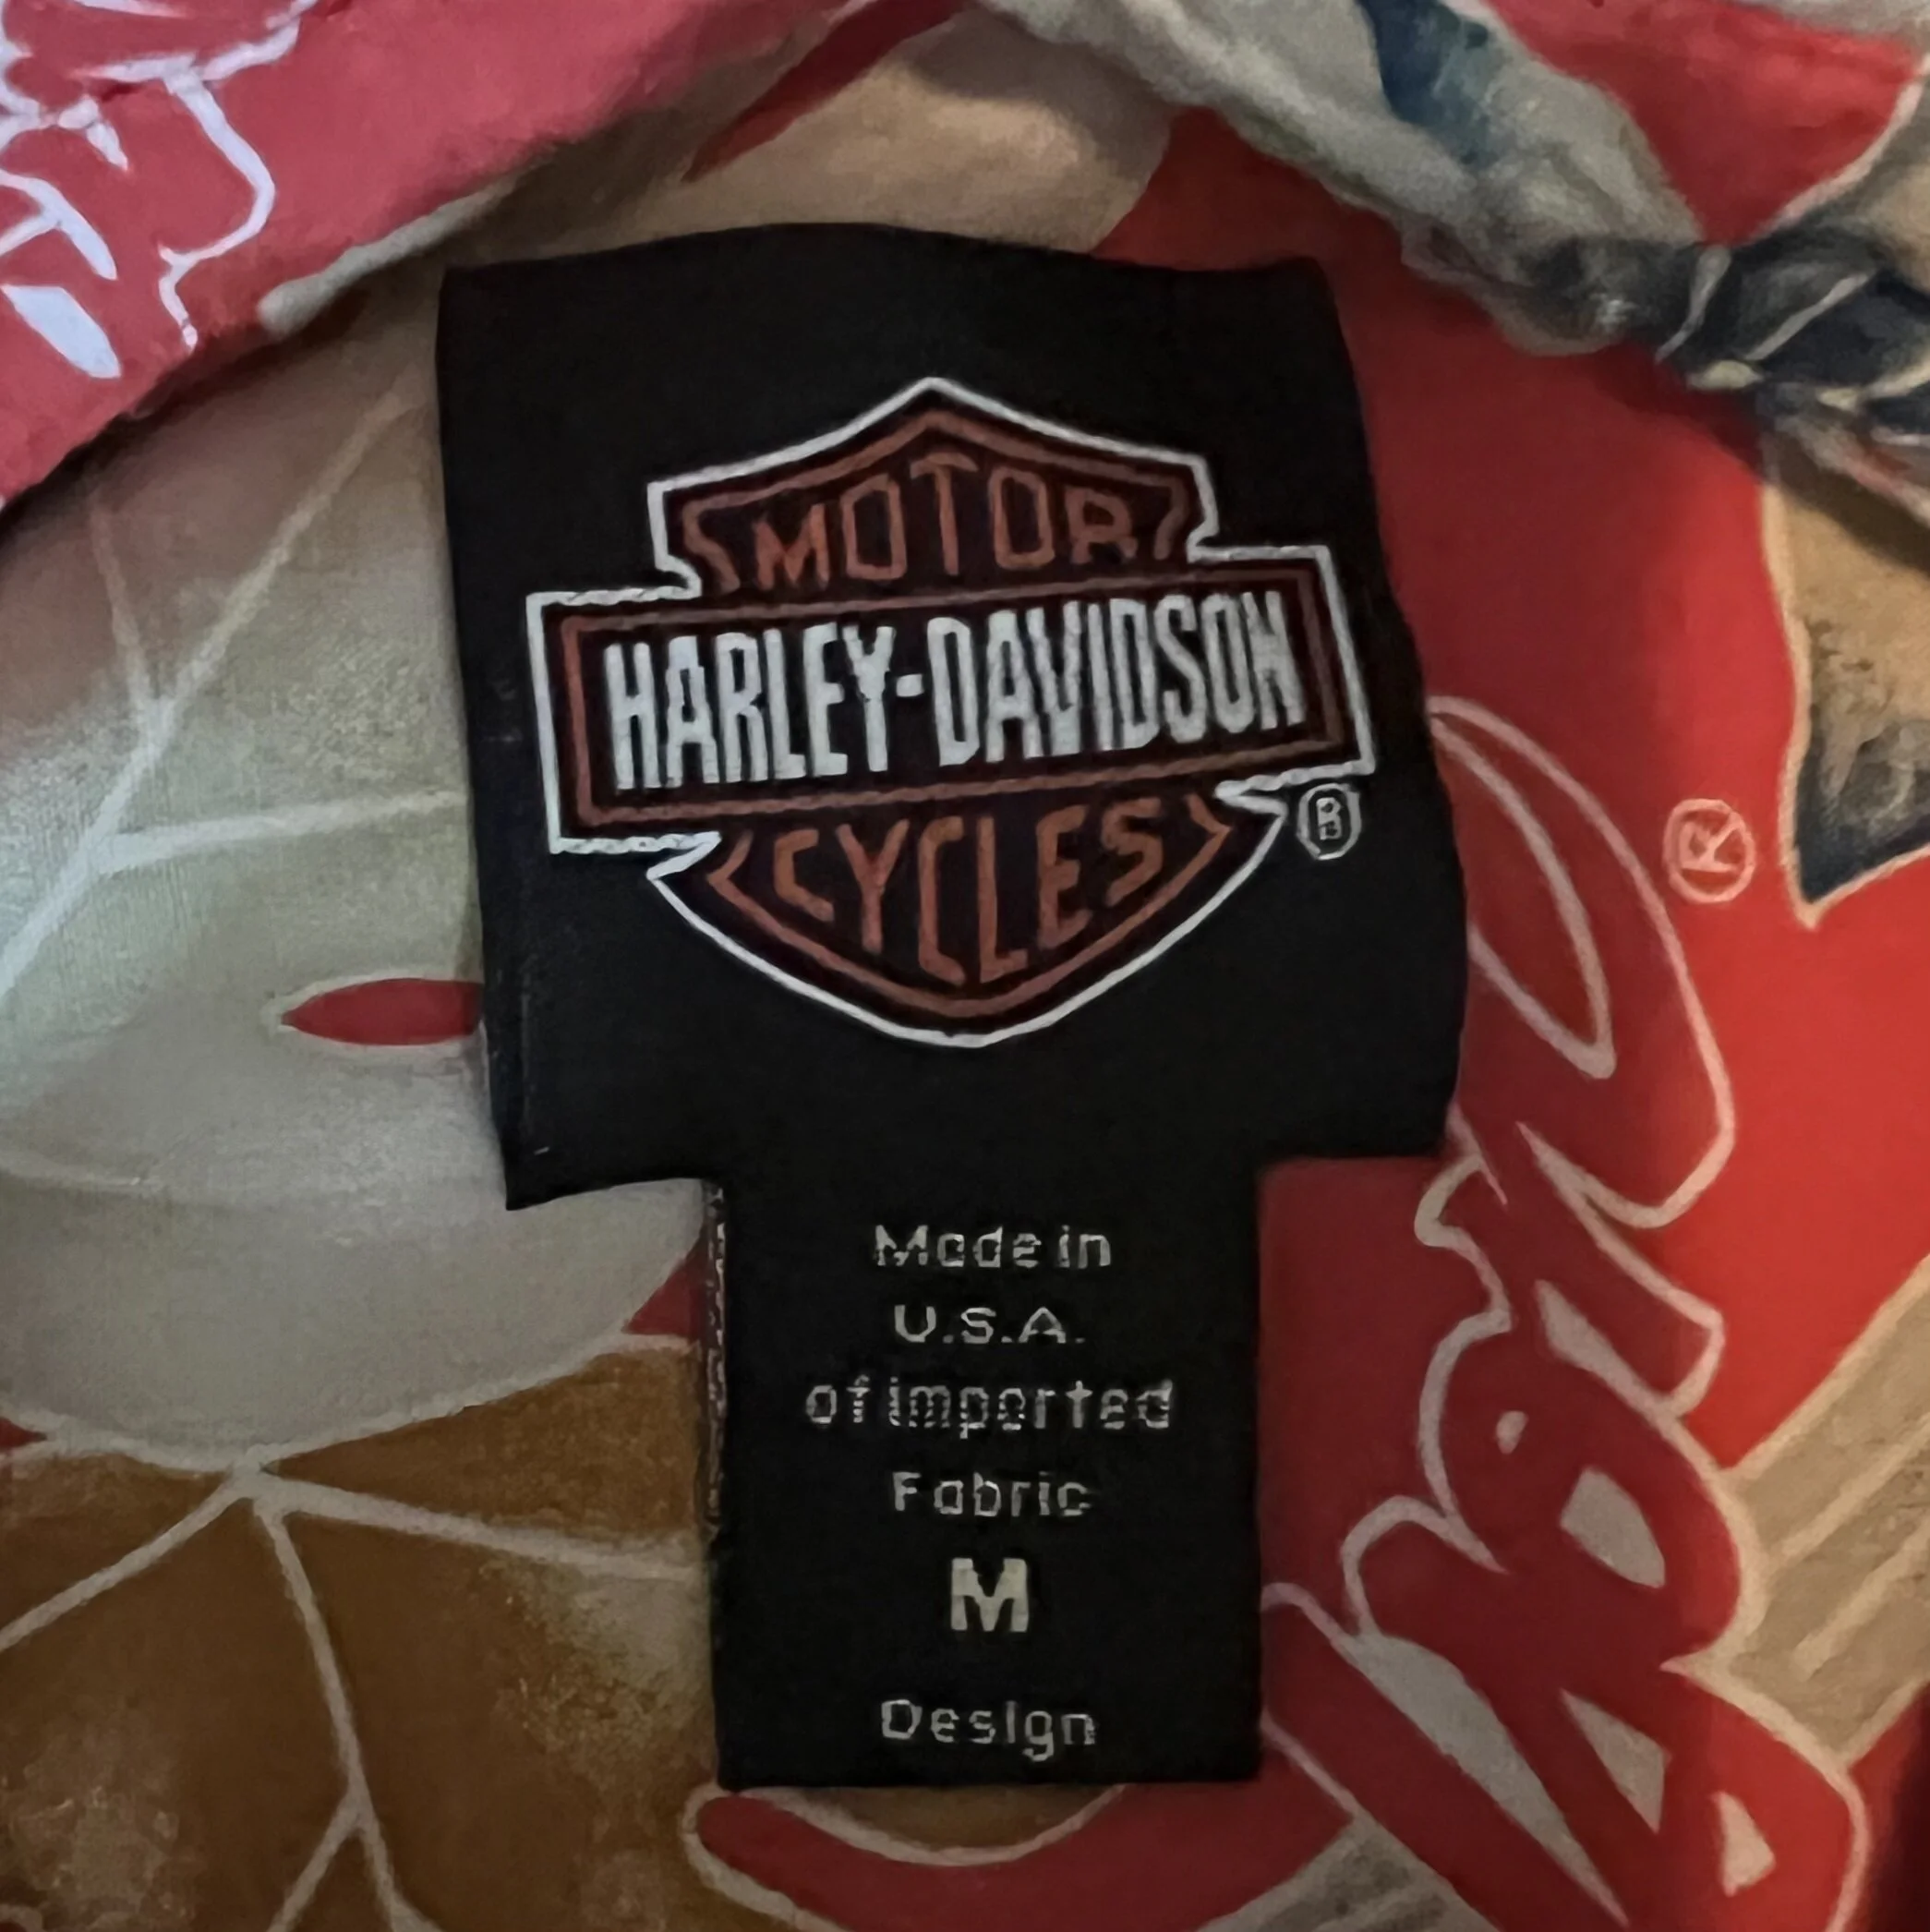 MOTOR
HARLEY-DAVIDSON
CYCLES
®
®
Made in
U.S.A.
of imported
Fabric
M
Design